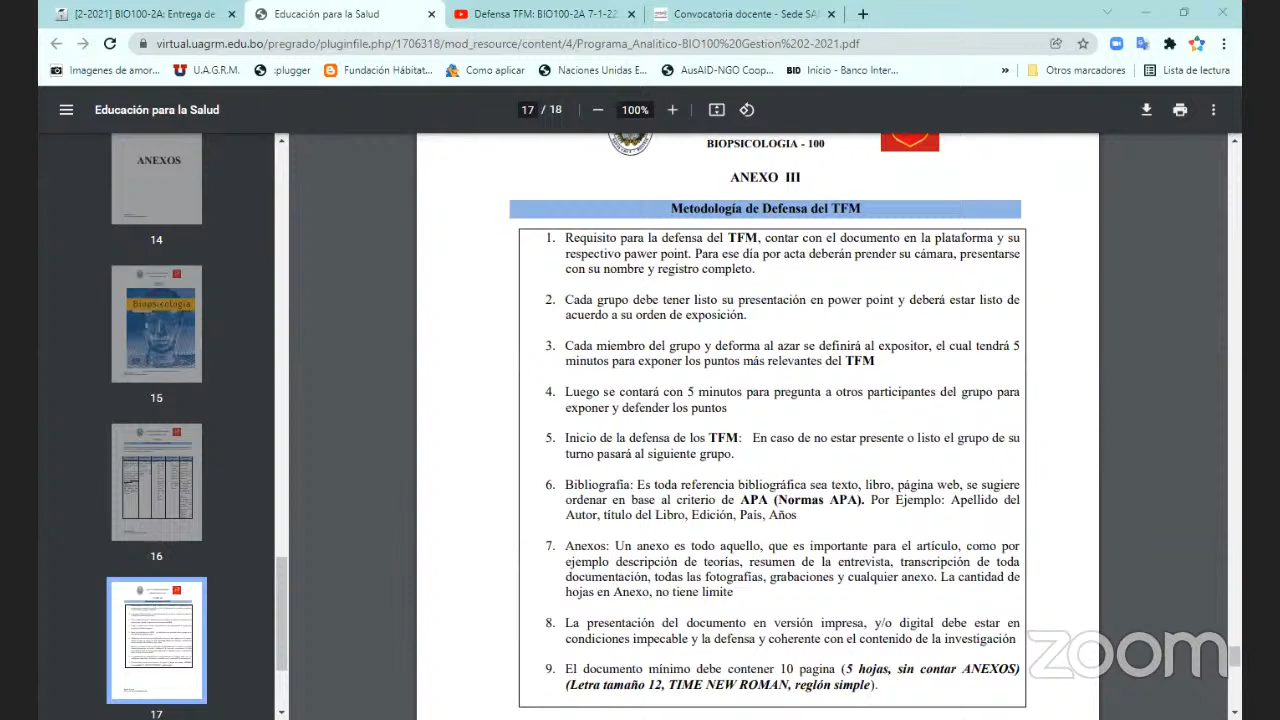 [2-2021] BIO100-2A: Entrega de
Educación para la Salud
Defensa TFM: BIO100-2A 7-1-22
Convocatoria docente - Sede SA
virtual.uagrm.edu.bo/pregrado/pluginfile.php/1706318/mod_resource/content/4/Programa_Analitico-BIO100%20Gestion%202-2021.pdf
Imagenes de amor...
U.A.G.R.M.
:plugger
Fundación Hábitat...
Como aplicar
Naciones Unidas E...
AusAID-NGO Coop...
BID Inicio - Banco Inter...
»
Otros marcadores
Lista de lectura
Educación para la Salud
17 / 18
100%
ANEXOS
14
Biopsicología
15
16
17
BIOPSICOLOGIA - 100
ANEXO III
Metodología de Defensa del TFM
1. Requisito para la defensa del TFM, contar con el documento en la plataforma y su
respectivo pawer point. Para ese día por acta deberán prender su cámara, presentarse
con su nombre y registro completo.
2. Cada grupo debe tener listo su presentación en power point y deberá estar listo de
acuerdo a su orden de exposición.
3. Cada miembro del grupo y deforma al azar se definirá al expositor, el cual tendrá 5
minutos para exponer los puntos más relevantes del TFM
4. Luego se contará con 5 minutos para pregunta a otros participantes del grupo para
exponer y defender los puntos
5. Inicio de la defensa de los TFM: En caso de no estar presente o listo el grupo de su
turno pasará al siguiente grupo.
6. Bibliografía: Es toda referencia bibliográfica sea texto, libro, página web, se sugiere
ordenar en base al criterio de APA (Normas APA). Por Ejemplo: Apellido del
Autor, título del Libro, Edición, País, Años
7. Anexos: Un anexo es todo aquello, que es importante para el artículo, como por
ejemplo descripción de teorías, resumen de la entrevista, transcripción de toda
documentación, todas las fotografías, grabaciones y cualquier anexo. La cantidad de
hojas en Anexo, no tiene limite
8. La presentación del documento en versión impresa, y/o digital debe estar en
condiciones impecable y la defensa y coherente con el contenido de la investigación
9. El documento mínimo debe contener 10 pagina (5 hojas, sin contar ANEXOS)
(Letra tamaño 12, TIME NEW ROMAN, reglón simple).
zoom